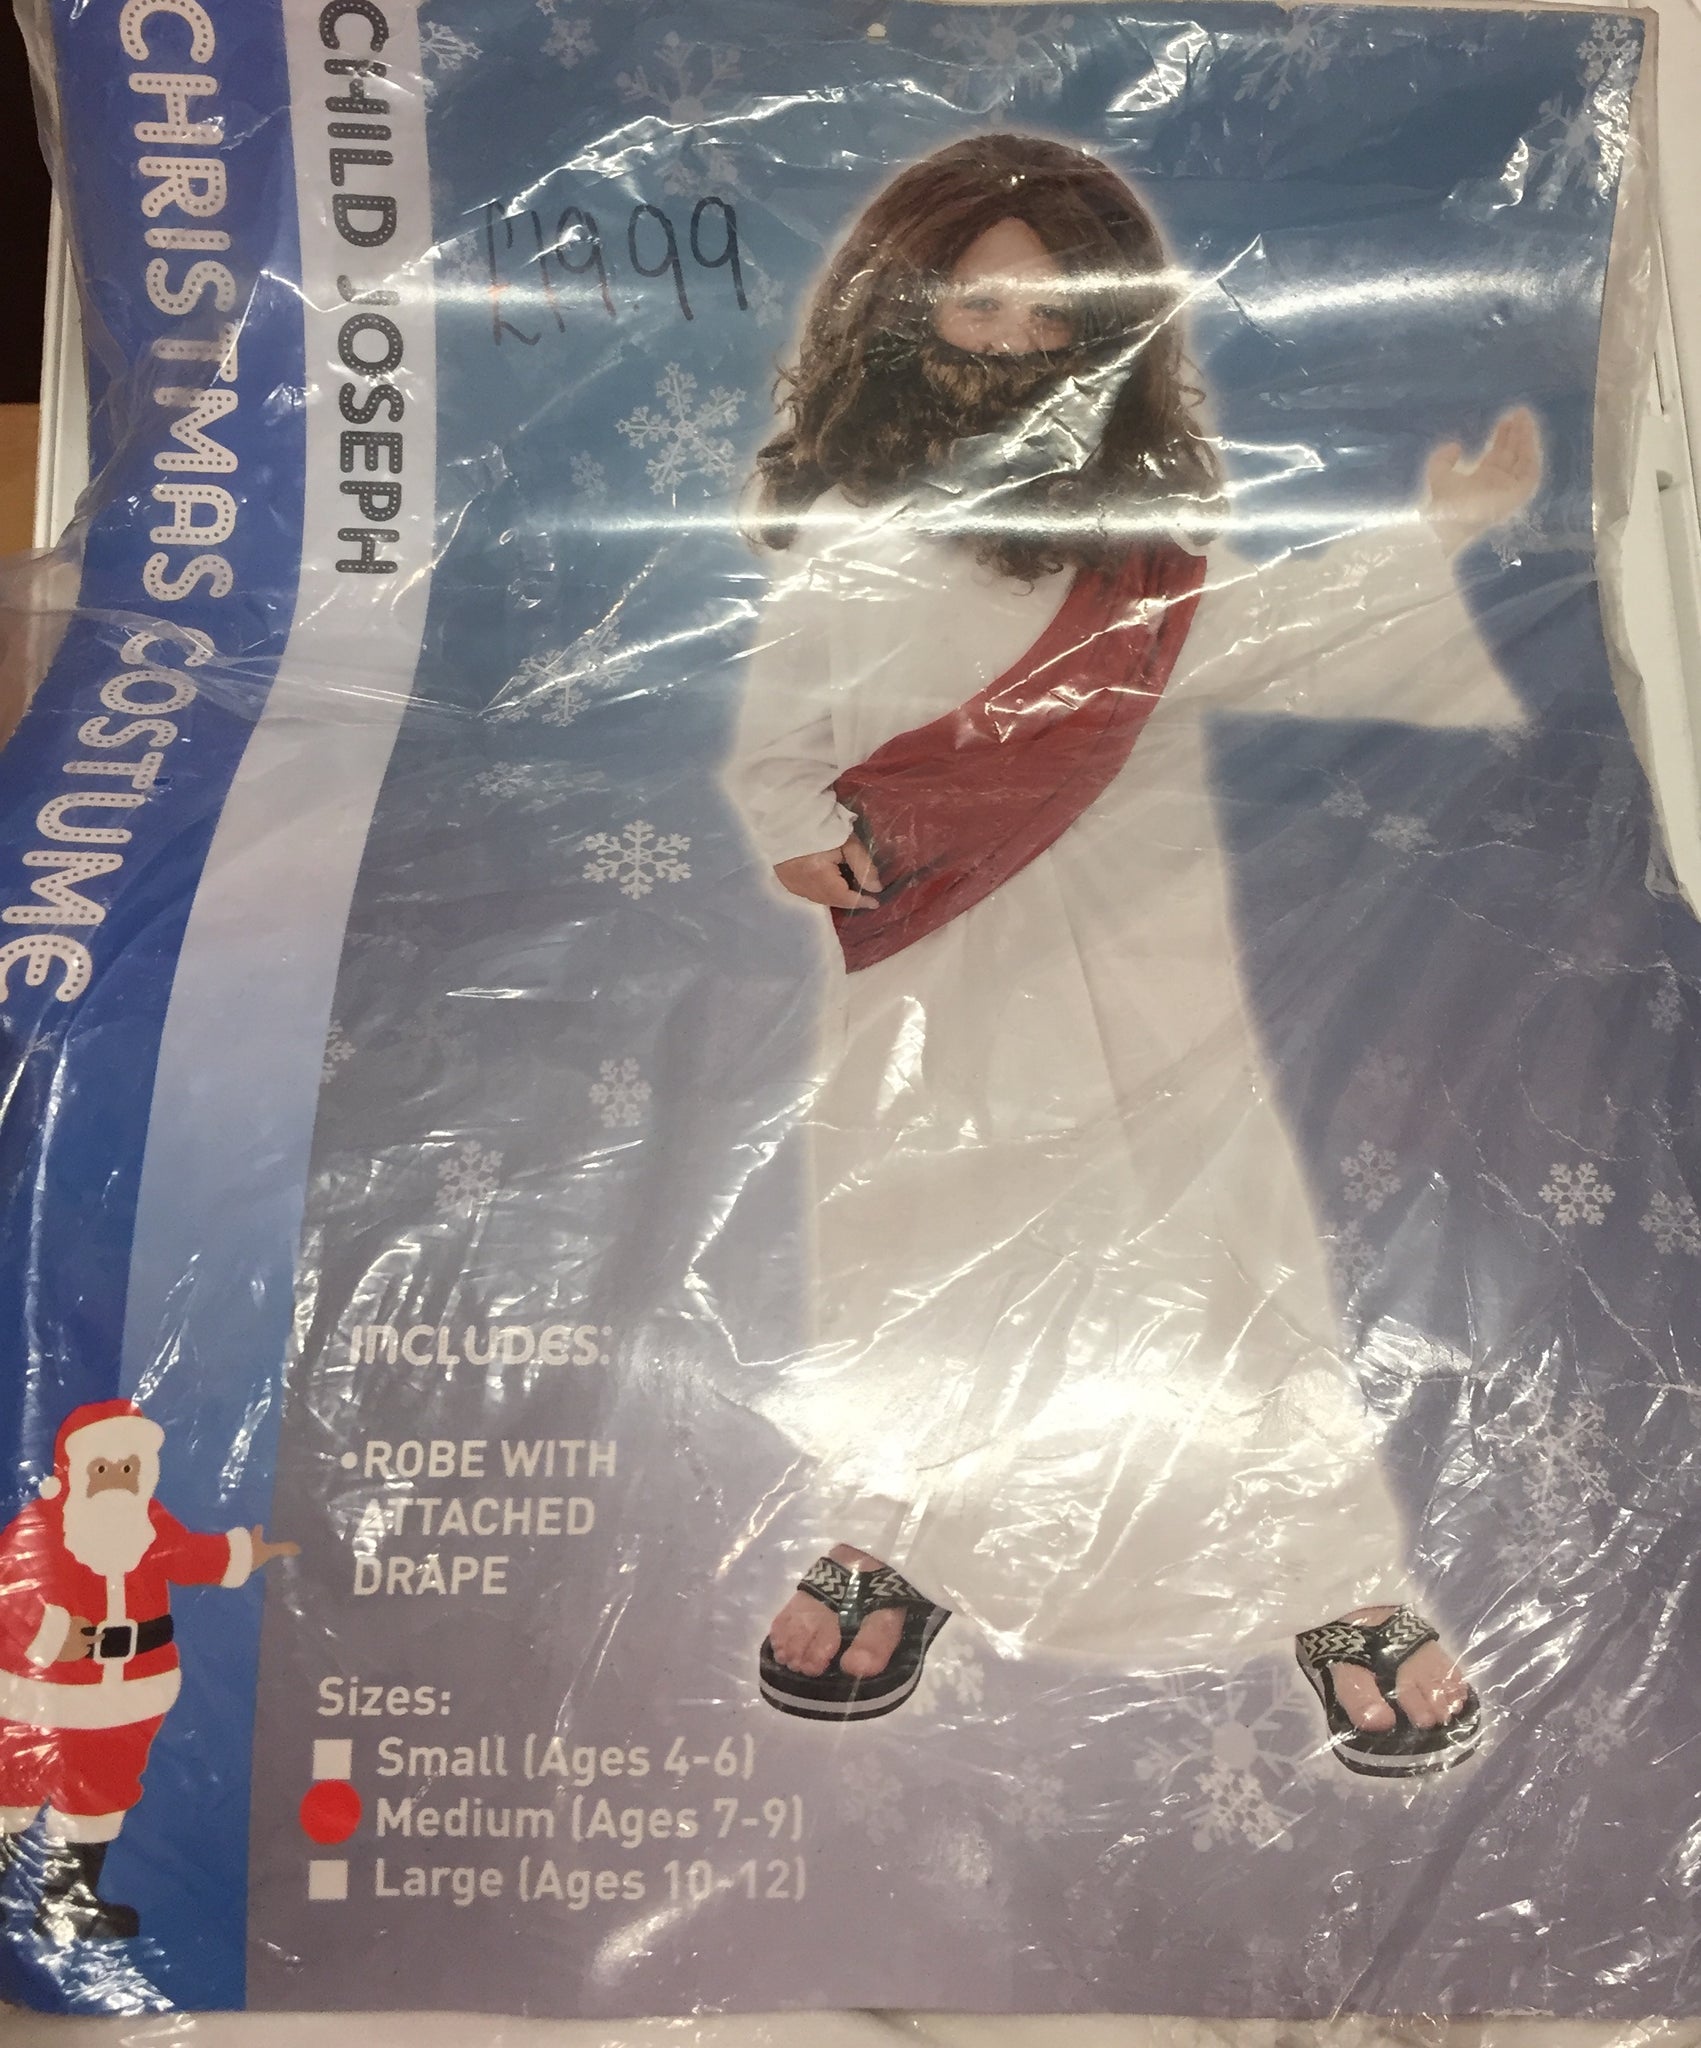 CHRISTMAS COSTUME
CHILD JOSEPH
£19.99
INCLUDES:
•ROBE WITH
ATTACHED
DRAPE
Sizes:
Small (Ages 4-6)
Medium (Ages 7-9)
Large (Ages 10-12)